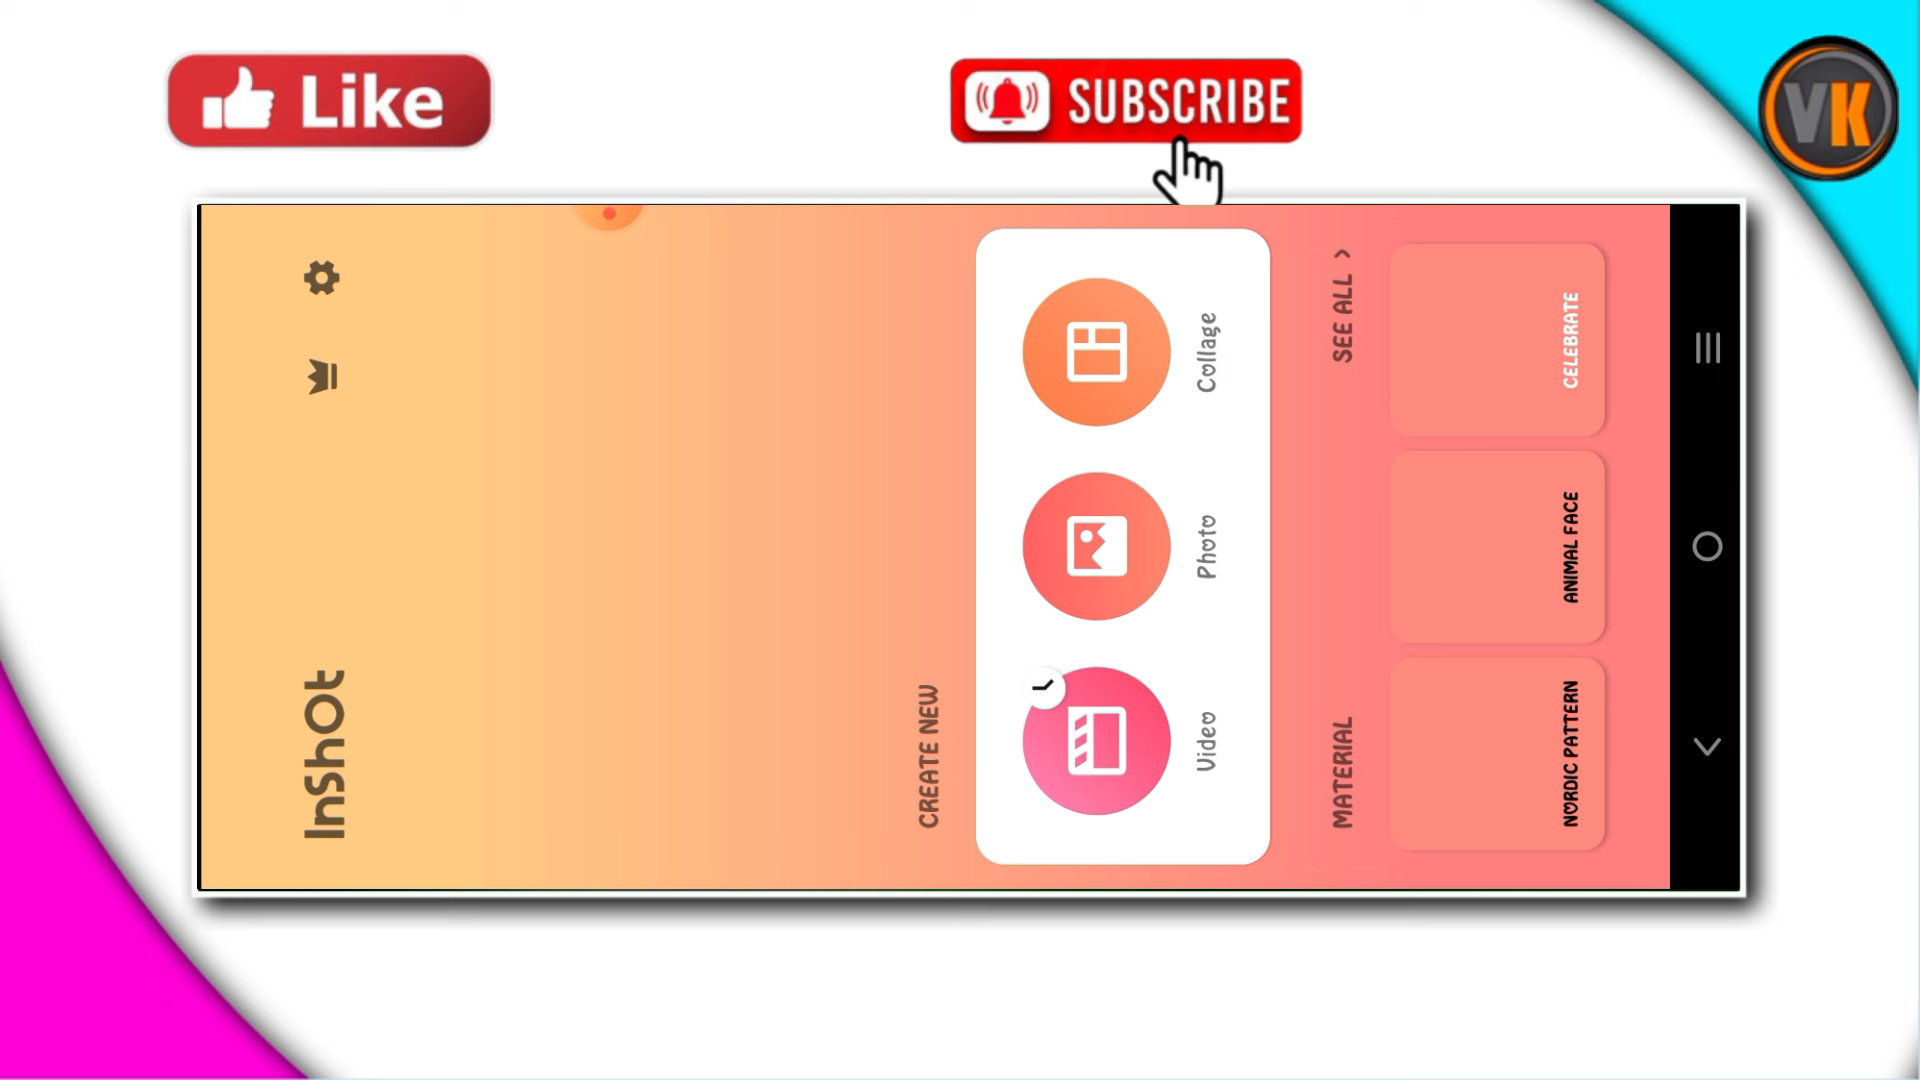 Like
SUBSCRIBE
VK
InShOt
CREATE NEW
Video
Photo
Collage
MATERIAL
SEE ALL >
NORDIC PATTERN
ANIMAL FACE
CELEBRATE